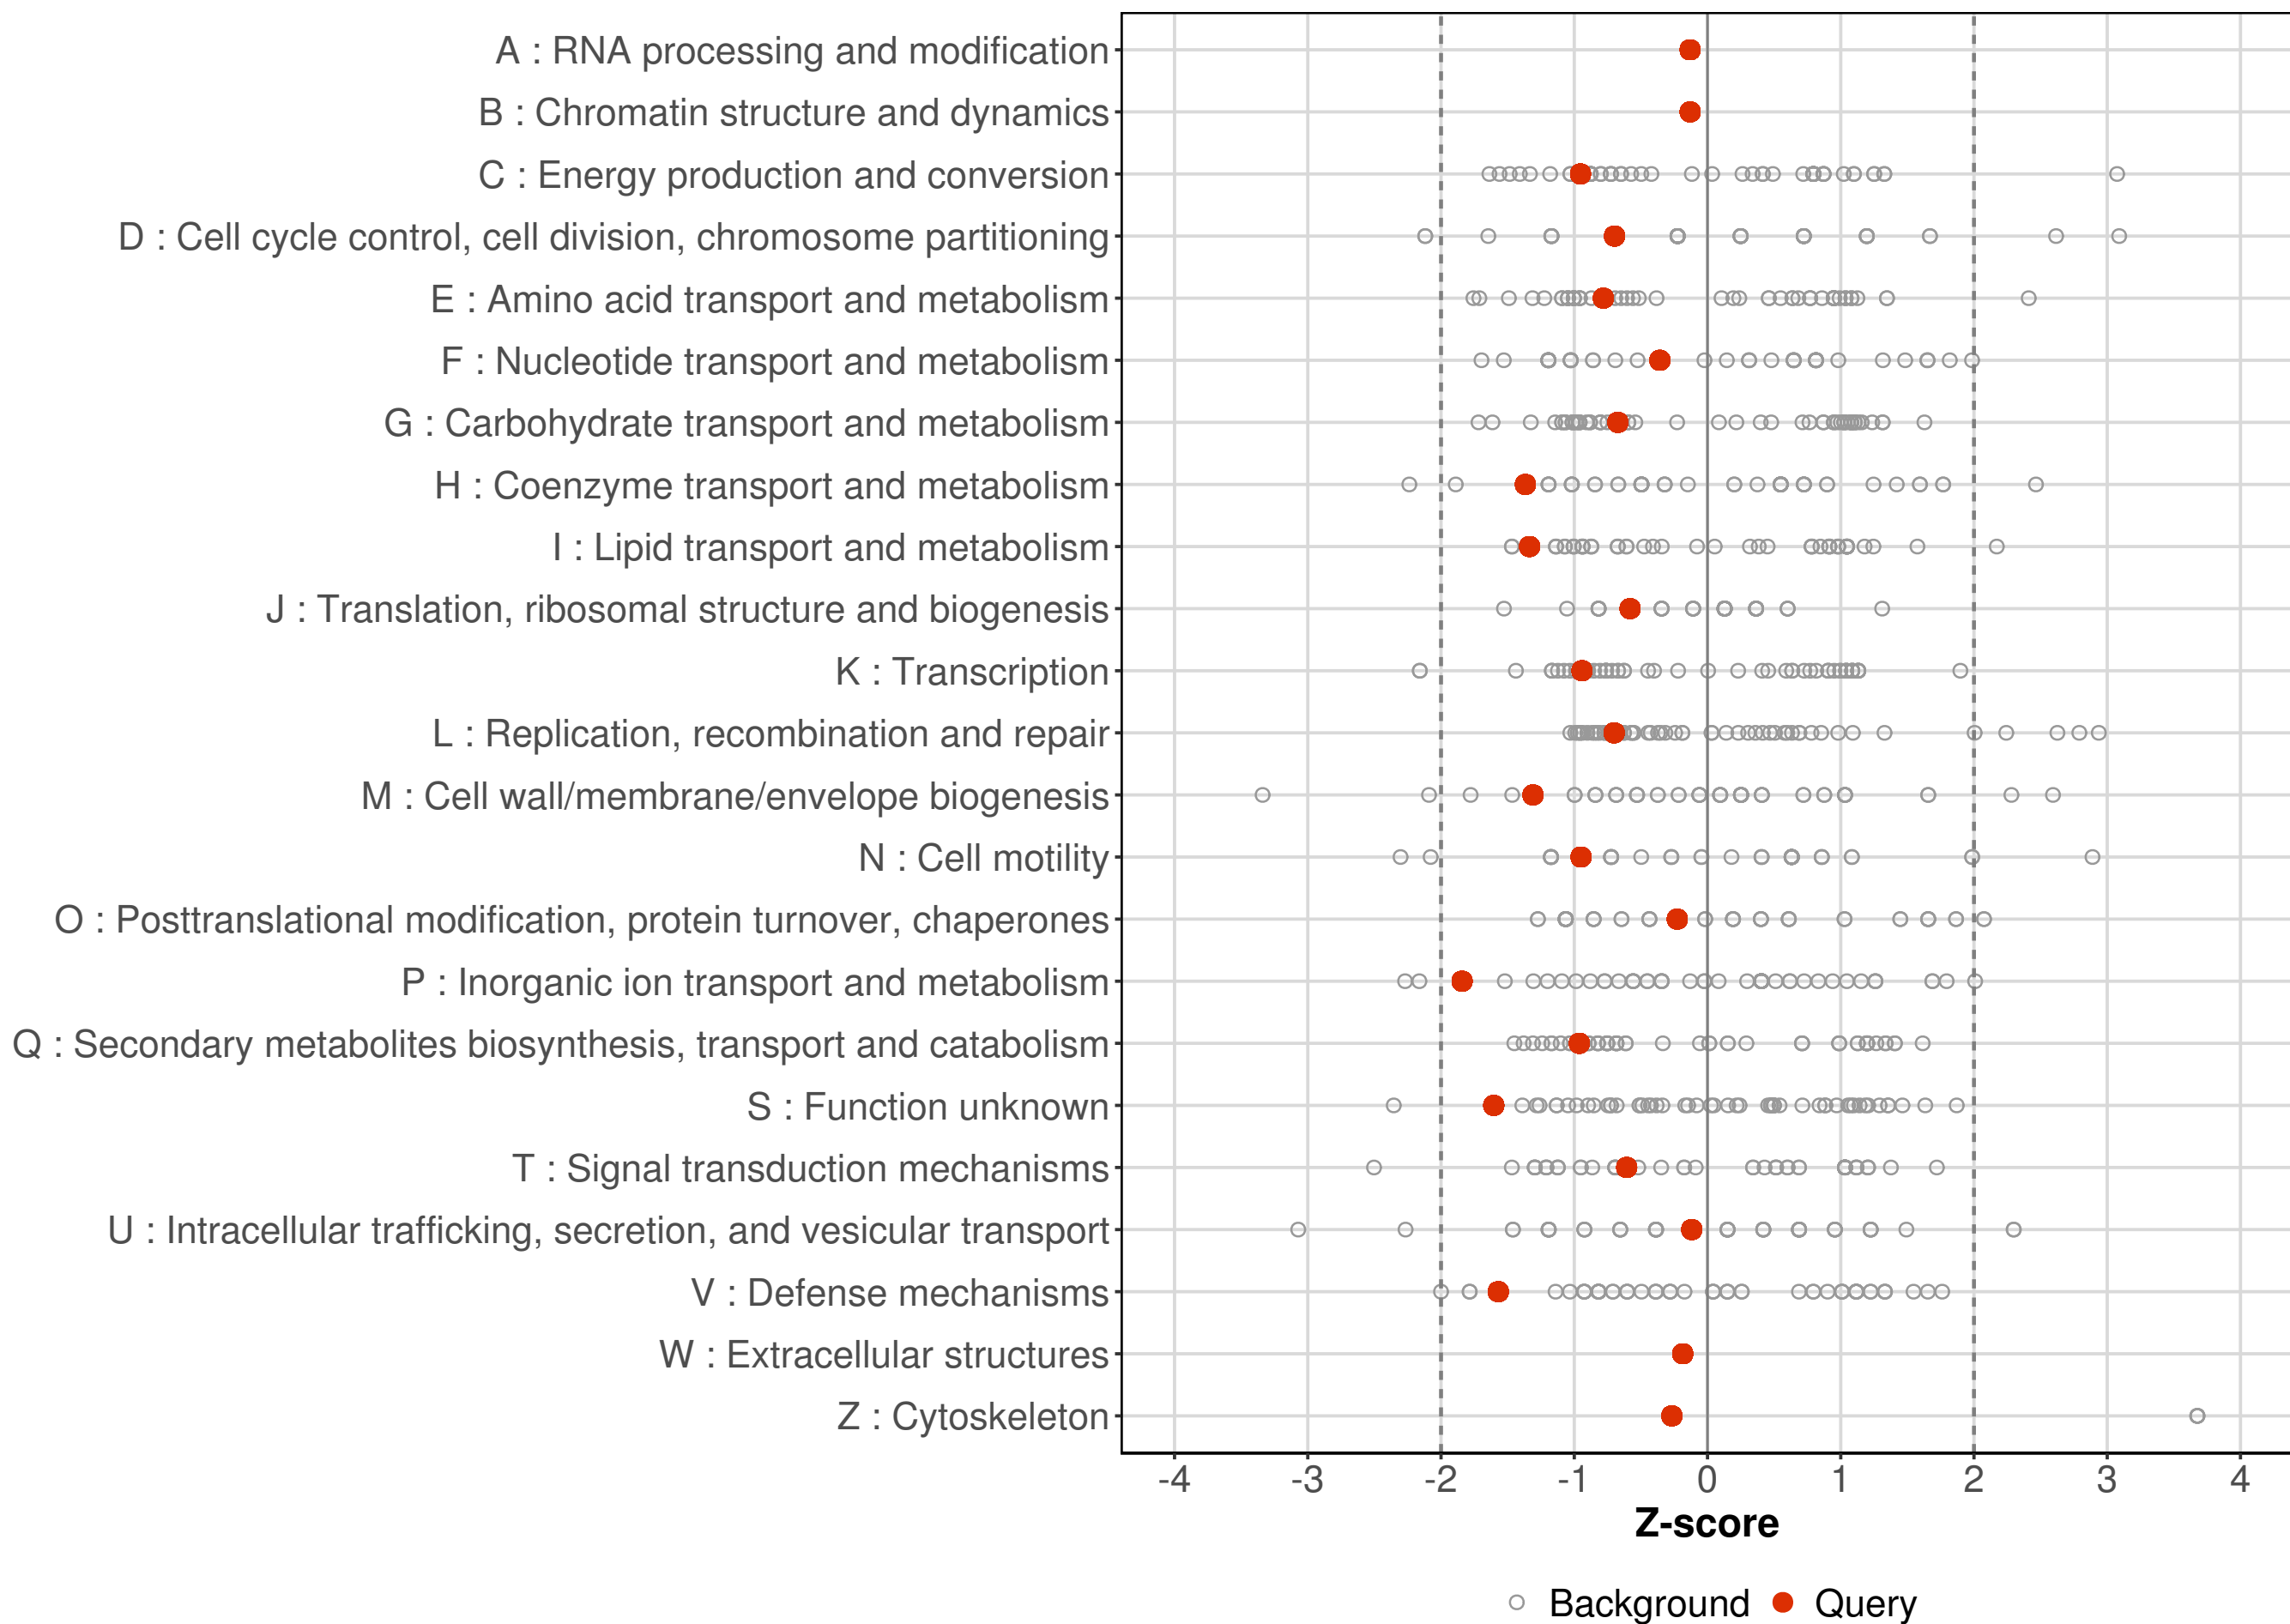 A : RNA processing and modification
B : Chromatin structure and dynamics
C : Energy production and conversion
D : Cell cycle control, cell division, chromosome partitioning
E : Amino acid transport and metabolism
F : Nucleotide transport and metabolism
G : Carbohydrate transport and metabolism
H : Coenzyme transport and metabolism
I : Lipid transport and metabolism
J : Translation, ribosomal structure and biogenesis
K : Transcription
L : Replication, recombination and repair
M : Cell wall/membrane/envelope biogenesis
N : Cell motility
O : Posttranslational modification, protein turnover, chaperones
P : Inorganic ion transport and metabolism
Q : Secondary metabolites biosynthesis, transport and catabolism
S : Function unknown
T : Signal transduction mechanisms
U : Intracellular trafficking, secretion, and vesicular transport
V : Defense mechanisms
W : Extracellular structures
Z : Cytoskeleton
-4 -3 -2 -1 0 1 2 3 4
Z-score
Background Query